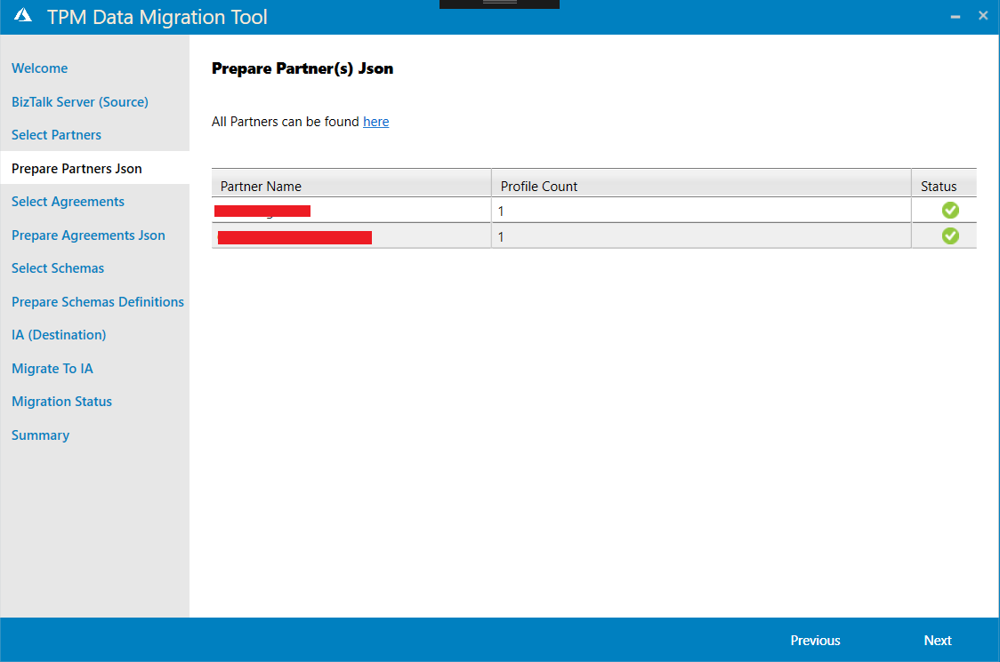 TPM Data Migration Tool
Welcome
BizTalk Server (Source)
Select Partners
Prepare Partners Json
Select Agreements
Prepare Agreements Json
Select Schemas
Prepare Schemas Definitions
IA (Destination)
Migrate To IA
Migration Status
Summary
Prepare Partner(s) Json
All Partners can be found here
Partner Name Profile Count Status
1
1
Previous Next